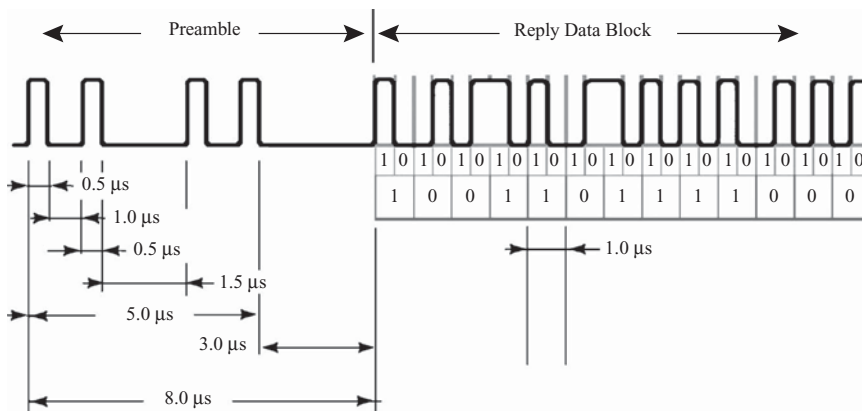 Preamble
Reply Data Block
1 0 1 0 1 0 1 0 1 0 1 0 1 0 1 0 1 0 1 0 1 0 1 0 1 0
1 0 0 1 1 0 1 1 1 1 0 0 0
0.5 µs
1.0 µs
0.5 µs
1.0 µs
1.5 µs
5.0 µs
3.0 µs
8.0 µs